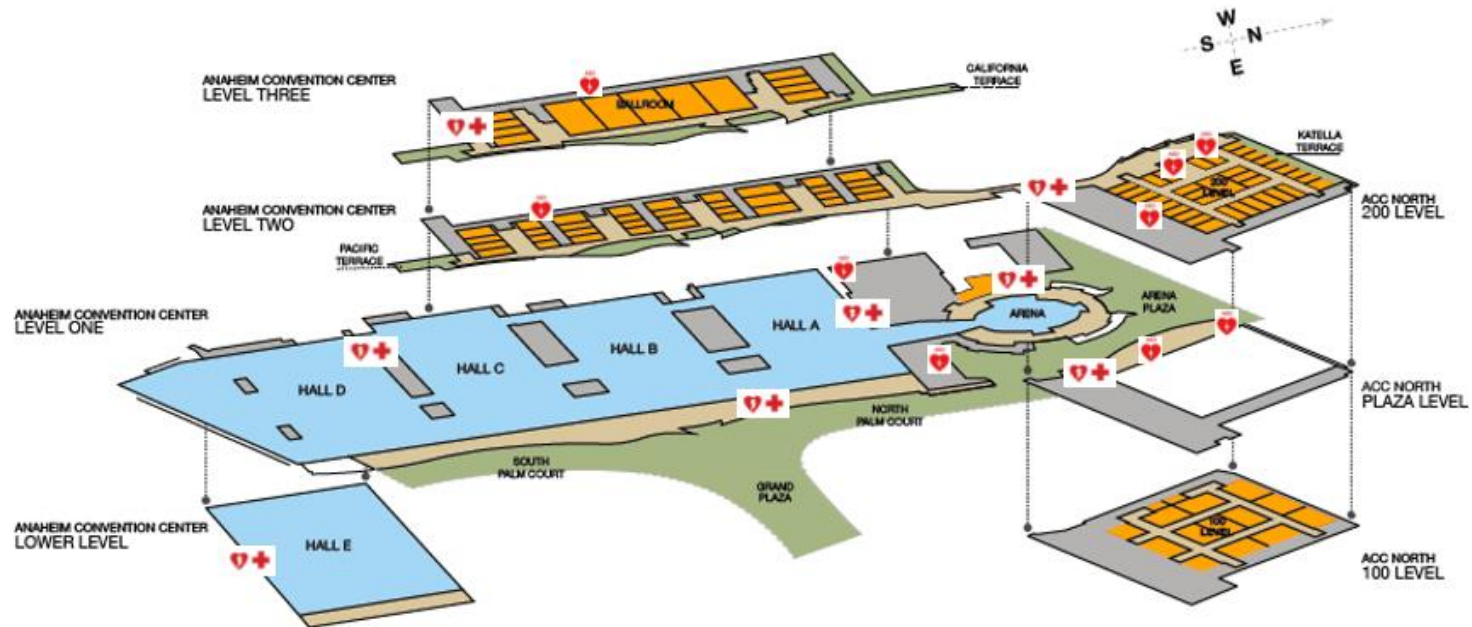 W
S N
E
ANAHEIM CONVENTION CENTER
LEVEL THREE
CALIFORNIA
TERRACE
BALLROOM
KATELLA
TERRACE
200
LEVEL
ACC NORTH
200 LEVEL
ANAHEIM CONVENTION CENTER
LEVEL TWO
PACIFIC
TERRACE
ANAHEIM CONVENTION CENTER
LEVEL ONE
HALL A
HALL B
HALL C
HALL D
ARENA
ARENA
PLAZA
ACC NORTH
PLAZA LEVEL
NORTH
PALM COURT
SOUTH
PALM COURT
GRAND
PLAZA
ANAHEIM CONVENTION CENTER
LOWER LEVEL
HALL E
100
LEVEL
ACC NORTH
100 LEVEL